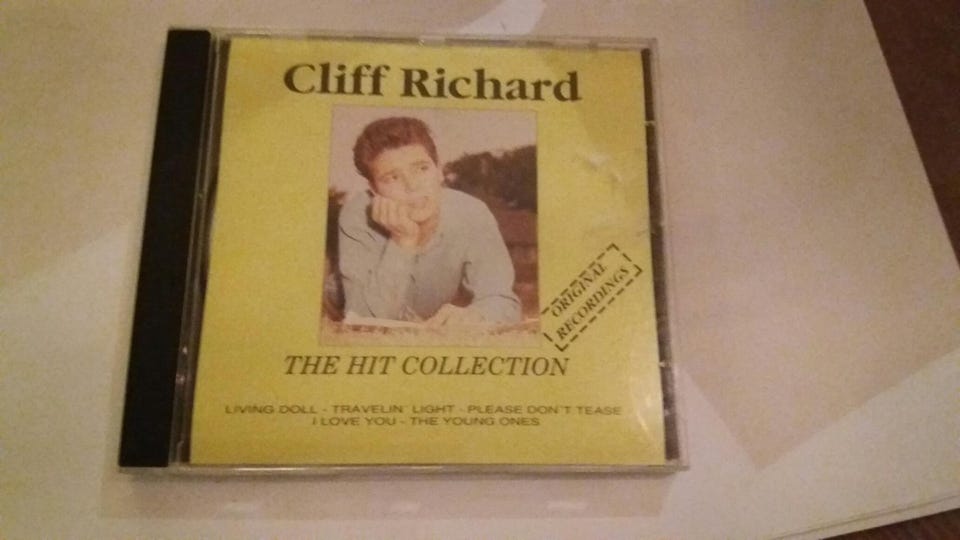 Cliff Richard
ORIGINAL
RECORDINGS
THE HIT COLLECTION
LIVING DOLL - TRAVELIN' LIGHT - PLEASE DON'T TEASE
I LOVE YOU - THE YOUNG ONES